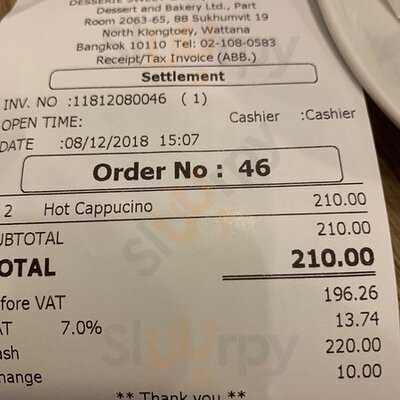 Dessert and Bakery Ltd., Part
Room 2063-65, 88 Sukhumvit 19
North Klongtoey, Wattana
Bangkok 10110 Tel: 02-108-0583
Receipt/Tax Invoice (ABB.)
Settlement
INV. NO :11812080046 ( 1)
OPEN TIME: Cashier :Cashier
DATE :08/12/2018 15:07
Order No : 46
2 Hot Cappucino 210.00
UBTOTAL 210.00
OTAL 210.00
fore VAT 196.26
AT 7.0% 13.74
ash 220.00
hange 10.00
** Thank you **
sluurpy